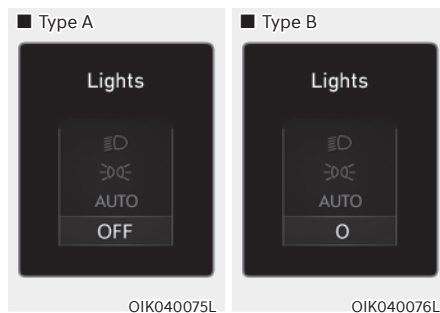 ■ Type A
Lights
AUTO
OFF
OIK040075L
■ Type B
Lights
AUTO
O
OIK040076L